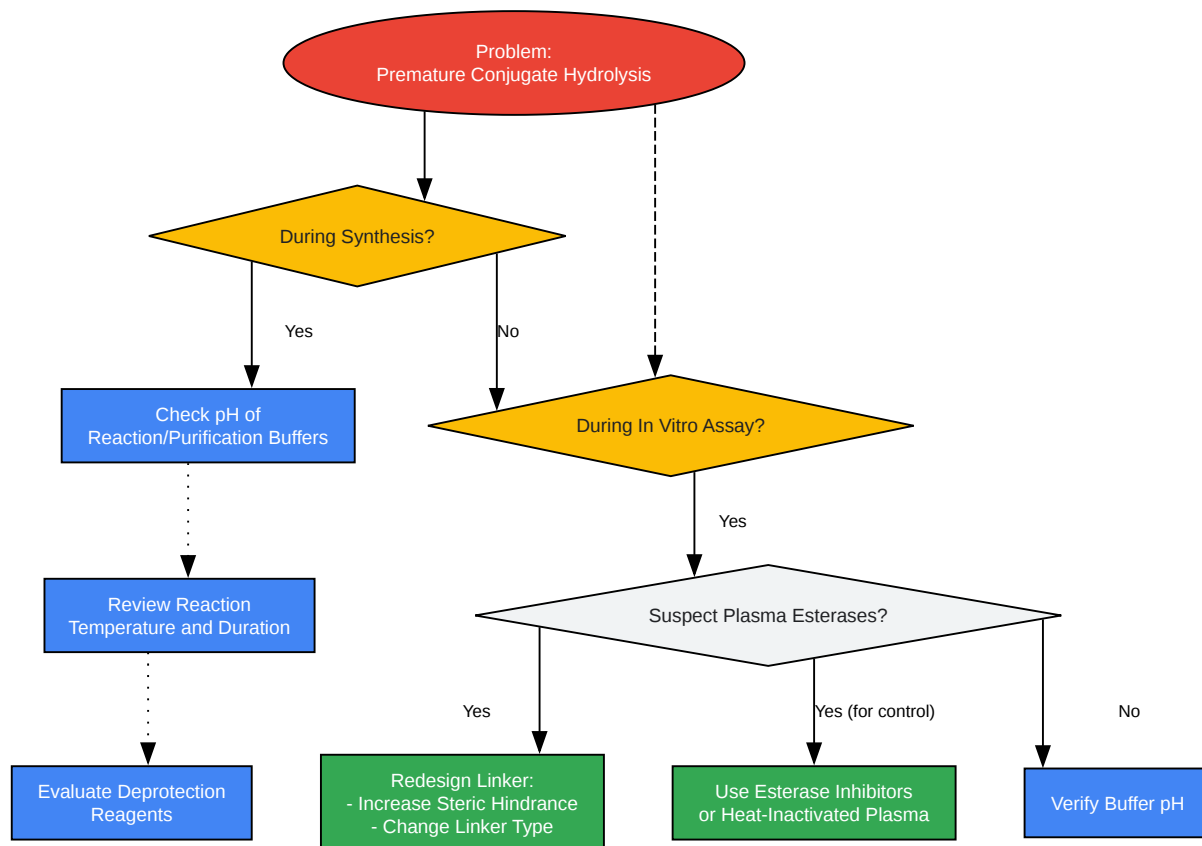 Problem:
Premature Conjugate Hydrolysis
During Synthesis?
Yes
No
Check pH of
Reaction/Purification Buffers
During In Vitro Assay?
Yes
Review Reaction
Temperature and Duration
Suspect Plasma Esterases?
Yes
Yes (for control)
No
Evaluate Deprotection
Reagents
Redesign Linker:
- Increase Steric Hindrance
- Change Linker Type
Use Esterase Inhibitors
or Heat-Inactivated Plasma
Verify Buffer pH